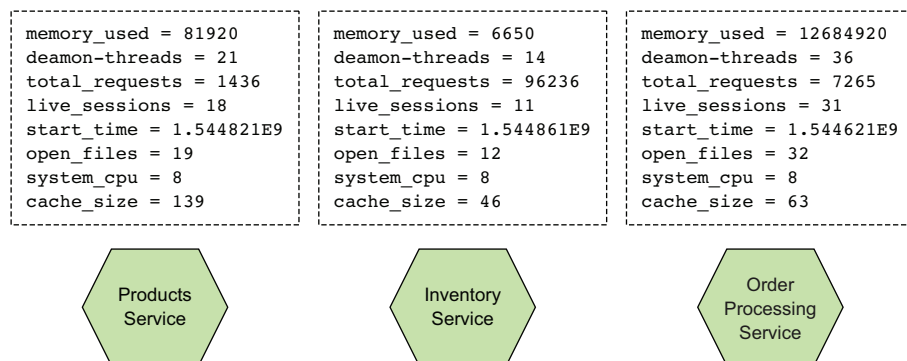 memory_used = 81920
deamon-threads = 21
total_requests = 1436
live_sessions = 18
start_time = 1.544821E9
open_files = 19
system_cpu = 8
cache_size = 139
memory_used = 6650
deamon-threads = 14
total_requests = 96236
live_sessions = 11
start_time = 1.544861E9
open_files = 12
system_cpu = 8
cache_size = 46
memory_used = 12684920
deamon-threads = 36
total_requests = 7265
live_sessions = 31
start_time = 1.544621E9
open_files = 32
system_cpu = 8
cache_size = 63
Products
Service
Inventory
Service
Order
Processing
Service